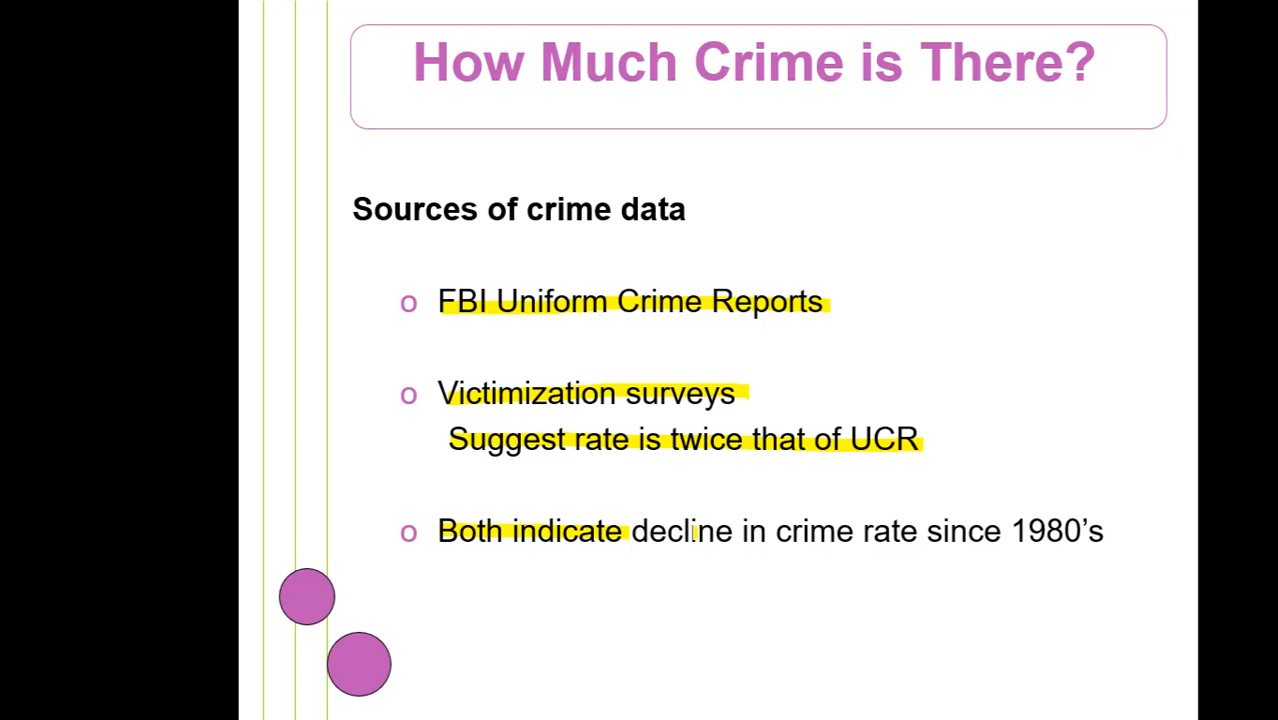 How Much Crime is There?
Sources of crime data
o FBI Uniform Crime Reports
o Victimization surveys
Suggest rate is twice that of UCR
o Both indicate decline in crime rate since 1980’s